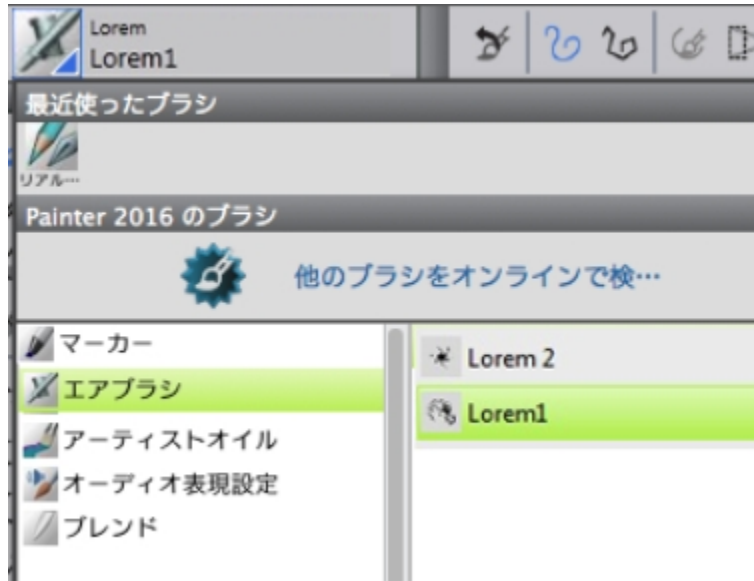 Lorem
Lorem1
最近使ったブラシ
リアル…
Painter 2016 のブラシ
他のブラシをオンラインで検…
マーカー
エアブラシ
アーティストオイル
オーディオ表現設定
ブレンド
Lorem 2
Lorem1